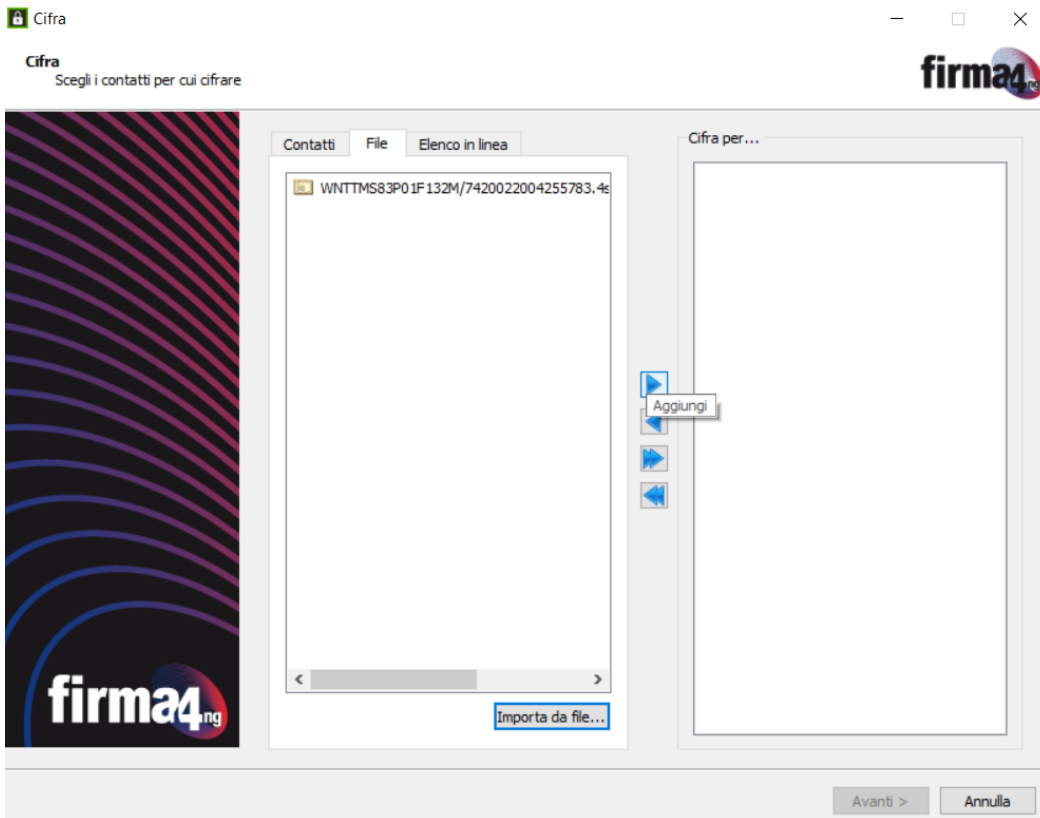 Cifra
Cifra
Scegli i contatti per cui cifrare
firma4ng
Contatti
File
Elenco in linea
Cifra per...
WNTTMS83P01F132M/7420022004255783.4s
Aggiungi
Importa da file...
firma4ng
Avanti >
Annulla